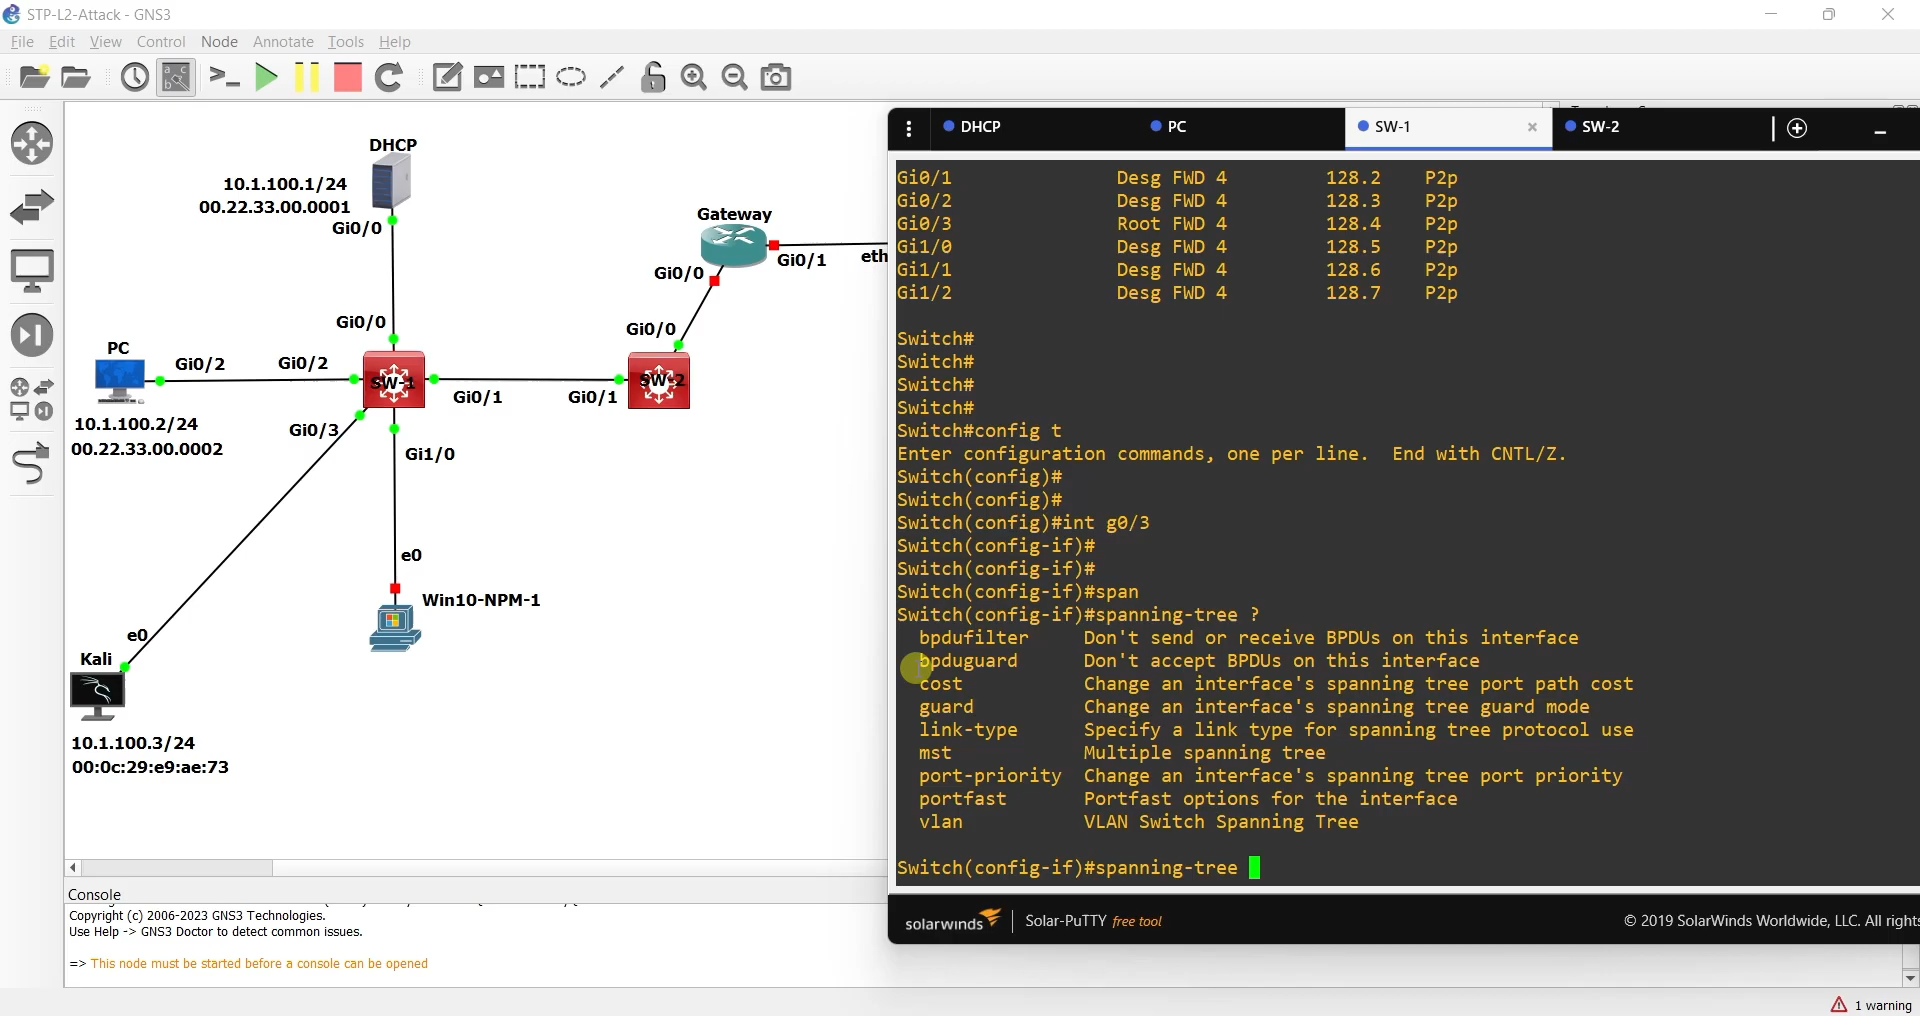 STP-L2-Attack - GNS3
File Edit View Control Node Annotate Tools Help
DHCP
10.1.100.1/24
00.22.33.00.0001
Gi0/0
Gateway
Gi0/1
eth
Gi0/0
Gi0/0
Gi0/0
PC
Gi0/2
Gi0/2
SW-1
Gi0/1
Gi0/1
SW-2
10.1.100.2/24
00.22.33.00.0002
Gi0/3
Gi1/0
e0
Win10-NPM-1
e0
Kali
10.1.100.3/24
00:0c:29:e9:ae:73
Console
Copyright (c) 2006-2023 GNS3 Technologies.
Use Help -> GNS3 Doctor to detect common issues.
=> This node must be started before a console can be opened
DHCP PC SW-1 SW-2
Gi0/1 Desg FWD 4 128.2 P2p
Gi0/2 Desg FWD 4 128.3 P2p
Gi0/3 Root FWD 4 128.4 P2p
Gi1/0 Desg FWD 4 128.5 P2p
Gi1/1 Desg FWD 4 128.6 P2p
Gi1/2 Desg FWD 4 128.7 P2p
Switch#
Switch#
Switch#
Switch#
Switch#config t
Enter configuration commands, one per line. End with CNTL/Z.
Switch(config)#
Switch(config)#
Switch(config)#int g0/3
Switch(config-if)#
Switch(config-if)#
Switch(config-if)#span
Switch(config-if)#spanning-tree ?
bpdufilter Don't send or receive BPDUs on this interface
bpduguard Don't accept BPDUs on this interface
cost Change an interface's spanning tree port path cost
guard Change an interface's spanning tree guard mode
link-type Specify a link type for spanning tree protocol use
mst Multiple spanning tree
port-priority Change an interface's spanning tree port priority
portfast Portfast options for the interface
vlan VLAN Switch Spanning Tree
Switch(config-if)#spanning-tree
solarwinds Solar-PuTTY free tool
© 2019 SolarWinds Worldwide, LLC. All rights
1 warning